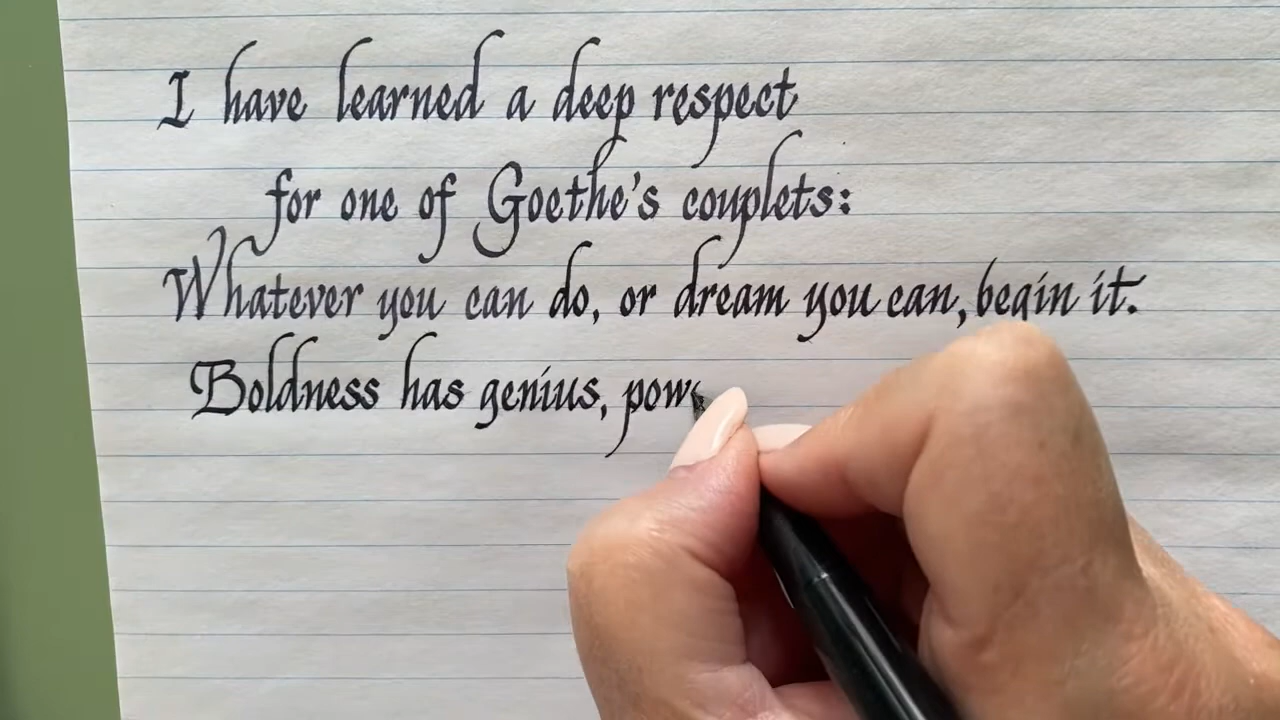 I have learned a deep respect
for one of Goethe's couplets:
Whatever you can do, or dream you can, begin it.
Boldness has genius, pow